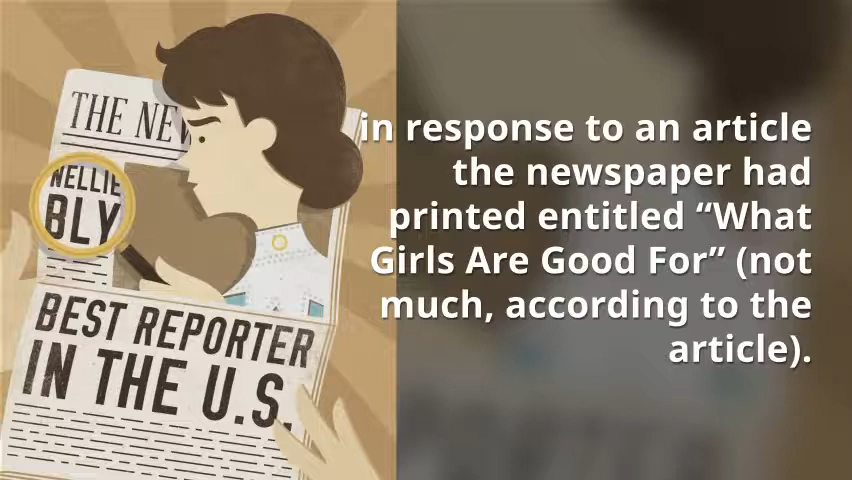 THE NEW
NELLIE
BLY
BEST REPORTER
IN THE U.S.
in response to an article
the newspaper had
printed entitled “What
Girls Are Good For” (not
much, according to the
article).